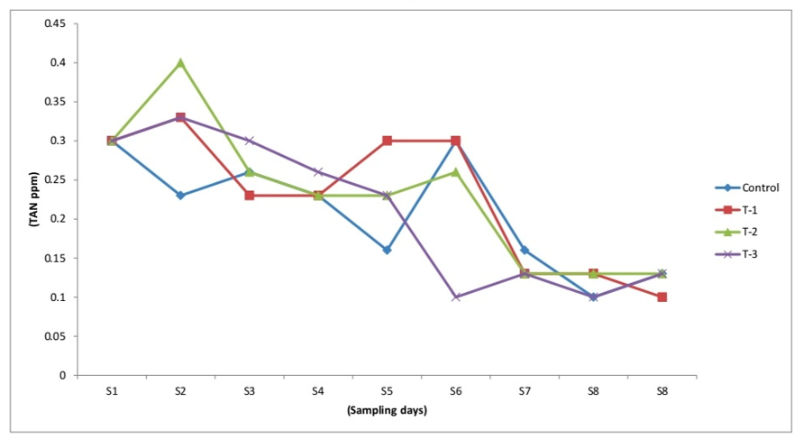 0.45
0.4
0.35
0.3
0.25
0.2
0.15
0.1
0.05
0
(TAN ppm)
S1 S2 S3 S4 S5 S6 S7 S8 S8
(Sampling days)
Control
T-1
T-2
T-3